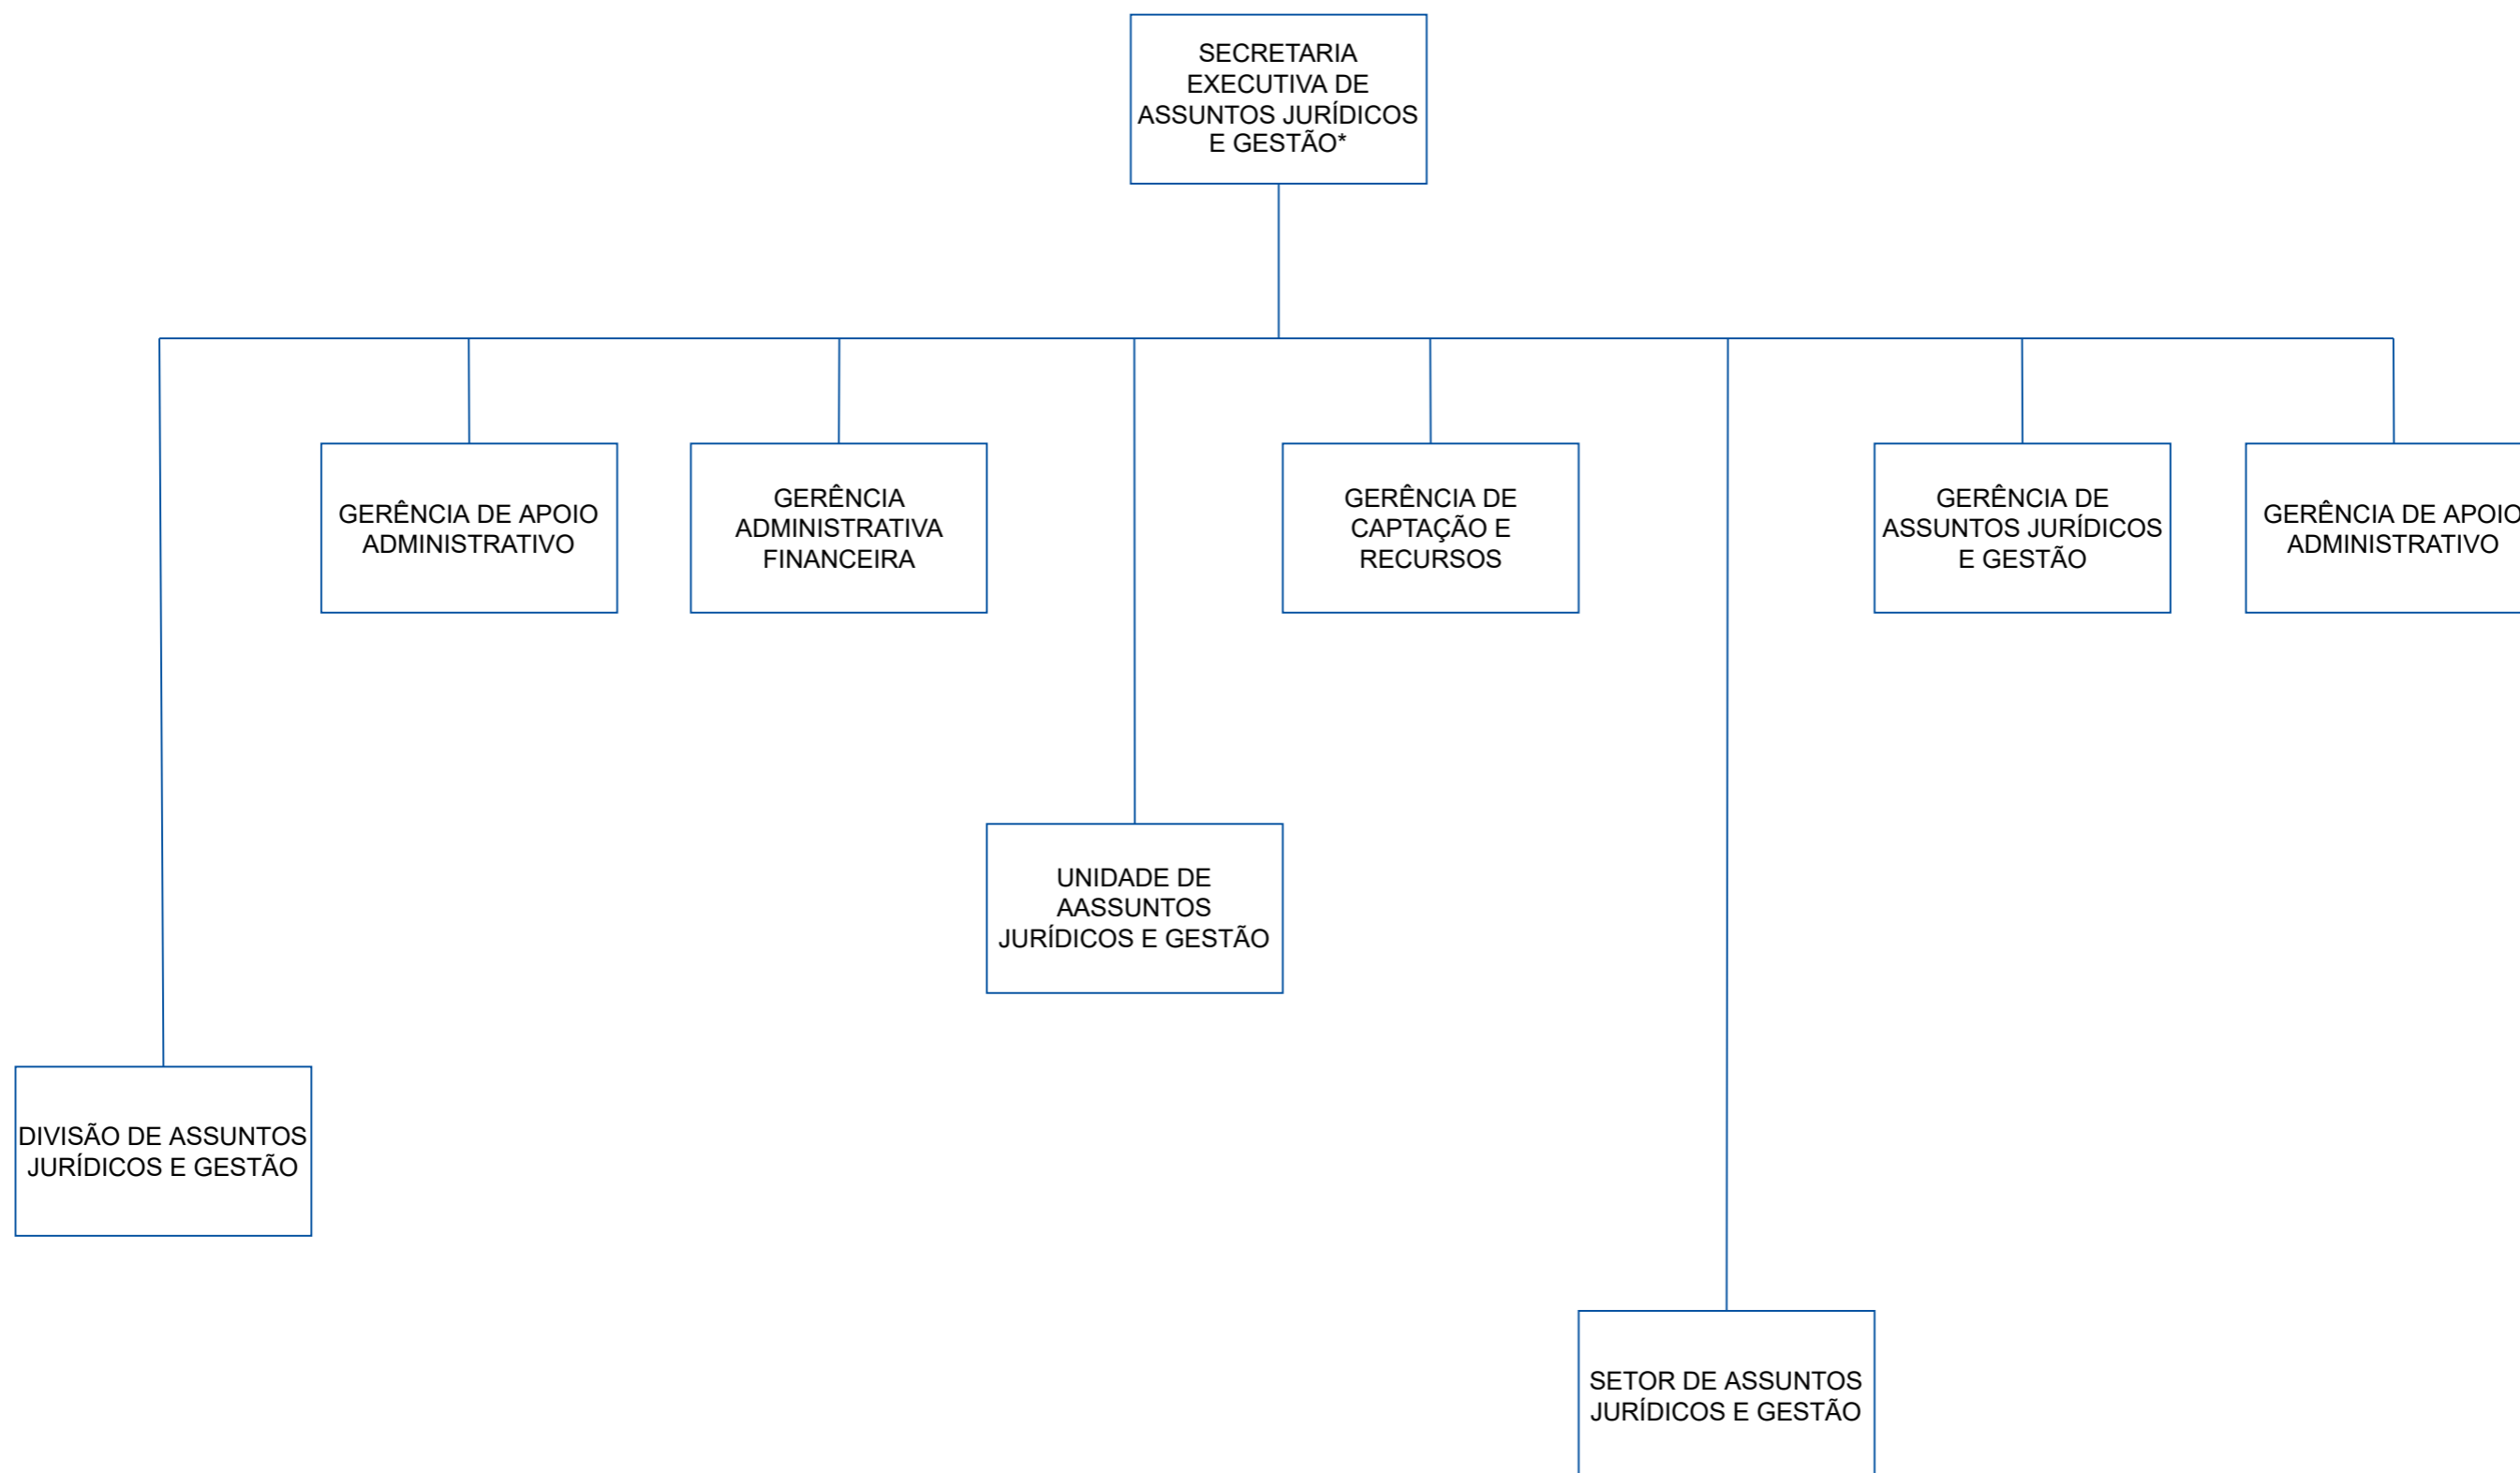 SECRETARIA
EXECUTIVA DE
ASSUNTOS JURÍDICOS
E GESTÃO*
GERÊNCIA DE APOIO
ADMINISTRATIVO
GERÊNCIA
ADMINISTRATIVA
FINANCEIRA
GERÊNCIA DE
CAPTAÇÃO E
RECURSOS
GERÊNCIA DE
ASSUNTOS JURÍDICOS
E GESTÃO
GERÊNCIA DE APOIO
ADMINISTRATIVO
UNIDADE DE
AASSUNTOS
JURÍDICOS E GESTÃO
DIVISÃO DE ASSUNTOS
JURÍDICOS E GESTÃO
SETOR DE ASSUNTOS
JURÍDICOS E GESTÃO